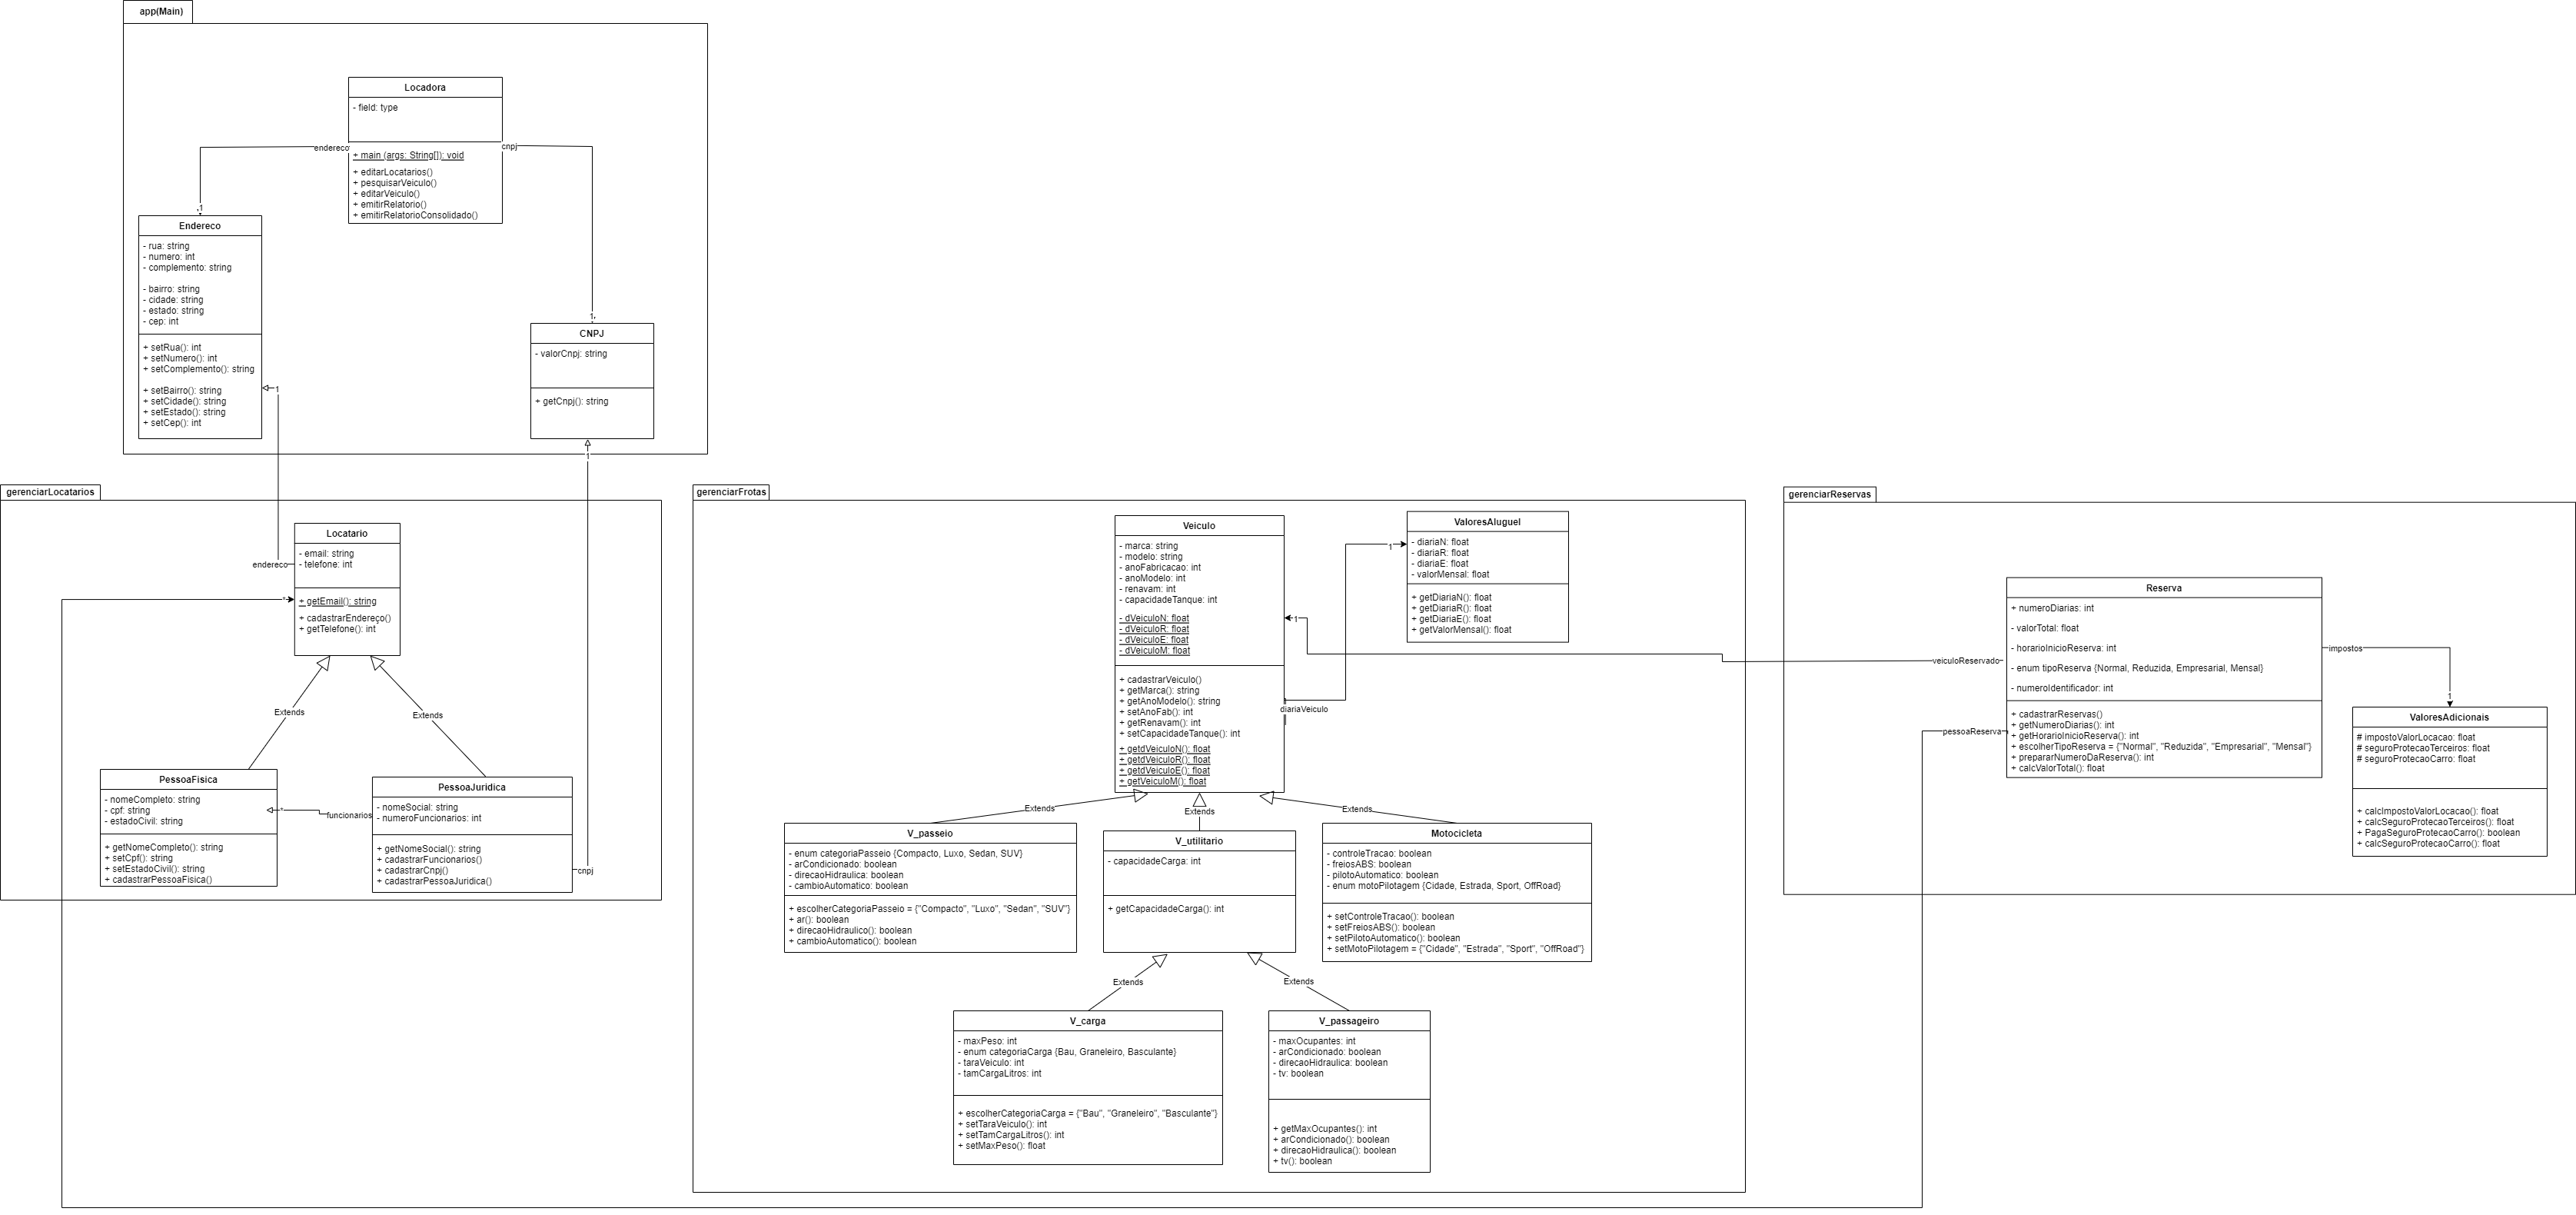 app(Main)
Locadora
- field: type
+ main (args: String[]): void
+ editarLocatarios()
+ pesquisarVeiculo()
+ editarVeiculo()
+ emitirRelatorio()
+ emitirRelatorioConsolidado()
endereco
1
cnpj
1
Endereco
- rua: string
- numero: int
- complemento: string
- bairro: string
- cidade: string
- estado: string
- cep: int
+ setRua(): int
+ setNumero(): int
+ setComplemento(): string
+ setBairro(): string
+ setCidade(): string
+ setEstado(): string
+ setCep(): int
1
CNPJ
- valorCnpj: string
+ getCnpj(): string
1
gerenciarLocatarios
Locatario
- email: string
- telefone: int
+ getEmail(): string
+ cadastrarEndereço()
+ getTelefone(): int
endereco
*
Extends
Extends
PessoaFisica
- nomeCompleto: string
- cpf: string
- estadoCivil: string
+ getNomeCompleto(): string
+ setCpf(): string
+ setEstadoCivil(): string
+ cadastrarPessoaFisica()
*
funcionarios
PessoaJuridica
- nomeSocial: string
- numeroFuncionarios: int
+ getNomeSocial(): string
+ cadastrarFuncionarios()
+ cadastrarCnpj()
+ cadastrarPessoaJuridica()
cnpj
gerenciarFrotas
Veiculo
- marca: string
- modelo: string
- anoFabricacao: int
- anoModelo: int
- renavam: int
- capacidadeTanque: int
- dVeiculoN: float
- dVeiculoR: float
- dVeiculoE: float
- dVeiculoM: float
+ cadastrarVeiculo()
+ getMarca(): string
+ getAnoModelo(): string
+ setAnoFab(): int
+ getRenavam(): int
+ setCapacidadeTanque(): int
+ getdVeiculoN(): float
+ getdVeiculoR(): float
+ getdVeiculoE(): float
+ getVeiculoM(): float
1
diariaVeiculo
1
ValoresAluguel
- diariaN: float
- diariaR: float
- diariaE: float
- valorMensal: float
+ getDiariaN(): float
+ getDiariaR(): float
+ getDiariaE(): float
+ getValorMensal(): float
Extends
Extends
Extends
V_passeio
- enum categoriaPasseio {Compacto, Luxo, Sedan, SUV}
- arCondicionado: boolean
- direcaoHidraulica: boolean
- cambioAutomatico: boolean
+ escolherCategoriaPasseio = {"Compacto", "Luxo", "Sedan", "SUV"}
+ ar(): boolean
+ direcaoHidraulico(): boolean
+ cambioAutomatico(): boolean
V_utilitario
- capacidadeCarga: int
+ getCapacidadeCarga(): int
Motocicleta
- controleTracao: boolean
- freiosABS: boolean
- pilotoAutomatico: boolean
- enum motoPilotagem {Cidade, Estrada, Sport, OffRoad}
+ setControleTracao(): boolean
+ setFreiosABS(): boolean
+ setPilotoAutomatico(): boolean
+ setMotoPilotagem = {"Cidade", "Estrada", "Sport", "OffRoad"}
Extends
Extends
V_carga
- maxPeso: int
- enum categoriaCarga {Bau, Graneleiro, Basculante}
- taraVeiculo: int
- tamCargaLitros: int
+ escolherCategoriaCarga = {"Bau", "Graneleiro", "Basculante"}
+ setTaraVeiculo(): int
+ setTamCargaLitros(): int
+ setMaxPeso(): float
V_passageiro
- maxOcupantes: int
- arCondicionado: boolean
- direcaoHidraulica: boolean
- tv: boolean
+ getMaxOcupantes(): int
+ arCondicionado(): boolean
+ direcaoHidraulica(): boolean
+ tv(): boolean
gerenciarReservas
Reserva
+ numeroDiarias: int
- valorTotal: float
- horarioInicioReserva: int
- enum tipoReserva {Normal, Reduzida, Empresarial, Mensal}
- numeroIdentificador: int
+ cadastrarReservas()
+ getNumeroDiarias(): int
+ getHorarioInicioReserva(): int
+ escolherTipoReserva = {"Normal", "Reduzida", "Empresarial", "Mensal"}
+ prepararNumeroDaReserva(): int
+ calcValorTotal(): float
veiculoReservado
pessoaReserva
impostos
1
ValoresAdicionais
# impostoValorLocacao: float
# seguroProtecaoTerceiros: float
# seguroProtecaoCarro: float
+ calcImpostoValorLocacao(): float
+ calcSeguroProtecaoTerceiros(): float
+ PagaSeguroProtecaoCarro(): boolean
+ calcSeguroProtecaoCarro(): float